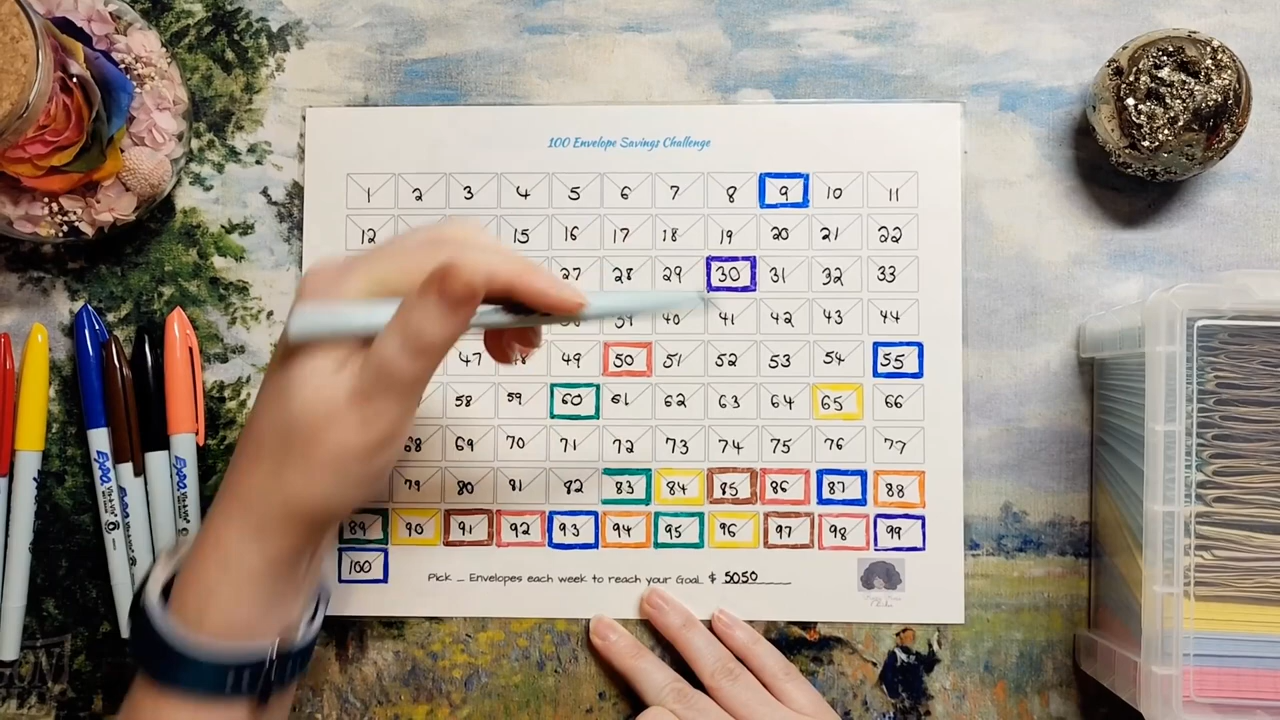 100 Envelope Savings Challenge
1 2 3 4 5 6 7 8 9 10 11
12 15 16 17 18 19 20 21 22
27 28 29 30 31 32 33
39 40 41 42 43 44
47 48 49 50 51 52 53 54 55
58 59 60 61 62 63 64 65 66
68 69 70 71 72 73 74 75 76 77
79 80 81 82 83 84 85 86 87 88
89 90 91 92 93 94 95 96 97 98 99
100
Pick _ Envelopes each week to reach your Goal. $ 5050
EXPO
EXPO